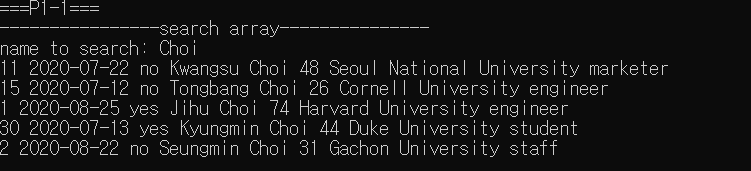 ===P1-1===
----------------search array---------------
name to search: Choi
11 2020-07-22 no Kwangsu Choi 48 Seoul National University marketer
15 2020-07-12 no Tongbang Choi 26 Cornell University engineer
1 2020-08-25 yes Jihu Choi 74 Harvard University engineer
30 2020-07-13 yes Kyungmin Choi 44 Duke University student
2 2020-08-22 no Seungmin Choi 31 Gachon University staff